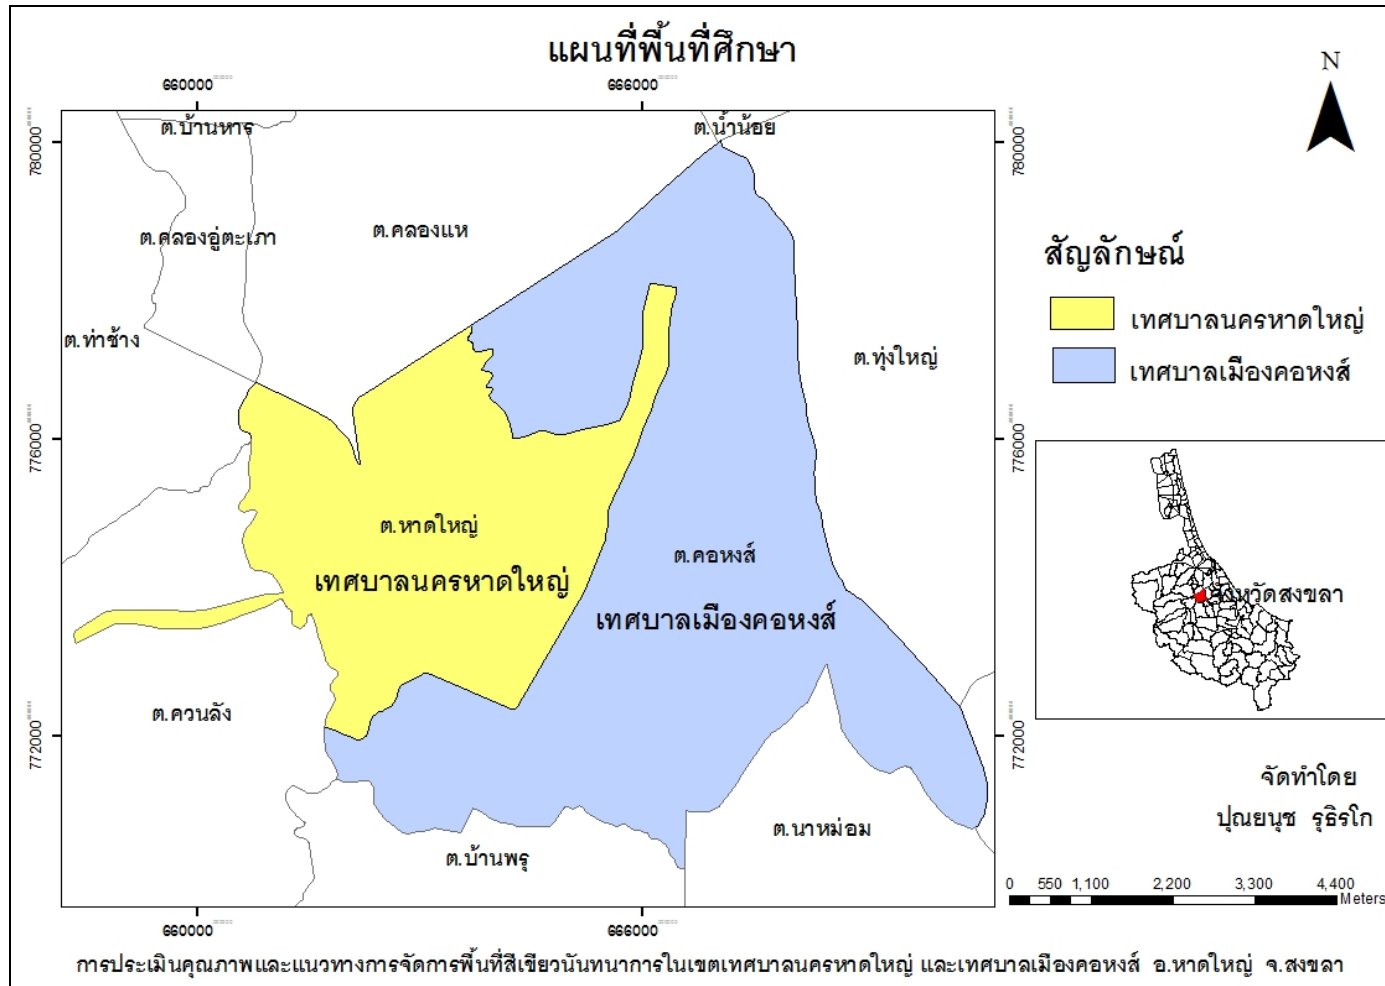 แผนที่พื้นที่ศึกษา
660000
666000
N
ต.บ้านหาร
ต.น้ำน้อย
780000
780000
ต.คลองอู่ตะเภา
ต.คลองแห
สัญลักษณ์
เทศบาลนครหาดใหญ่
ต.ท่าช้าง
ต.ทุ่งใหญ่
เทศบาลเมืองคอหงส์
776000
776000
ต.หาดใหญ่
ต.คอหงส์
เทศบาลนครหาดใหญ่
เทศบาลเมืองคอหงส์
จังหวัดสงขลา
ต.ควนลัง
772000
772000
จัดทำโดย
ปุณยนุช รุธิรโก
ต.นาหม่อม
ต.บ้านพรุ
0 550 1,100 2,200 3,300 4,400
Meters
660000
666000
การประเมินคุณภาพและแนวทางการจัดการพื้นที่สีเขียวนันทนาการในเขตเทศบาลนครหาดใหญ่ และเทศบาลเมืองคอหงส์ อ.หาดใหญ่ จ.สงขลา